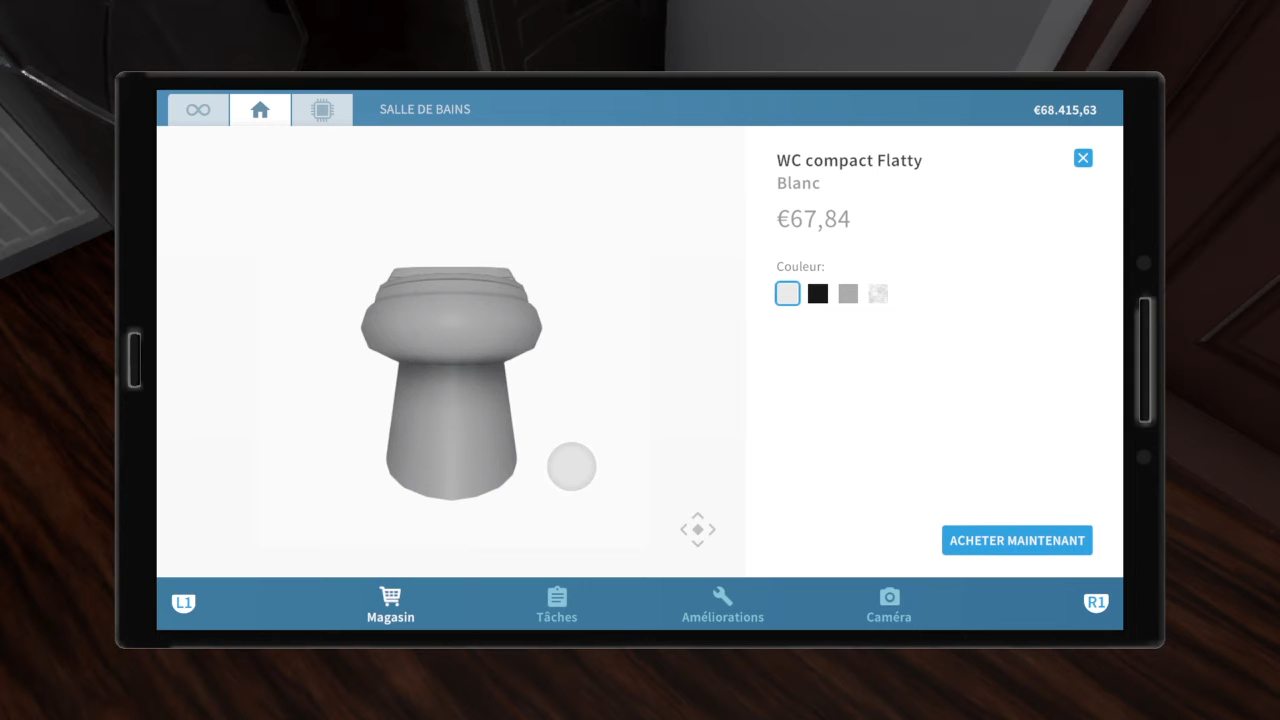 SALLE DE BAINS
€68.415,63
WC compact Flatty
Blanc
€67,84
Couleur:
ACHETER MAINTENANT
L1
Magasin
Tâches
Améliorations
Caméra
R1